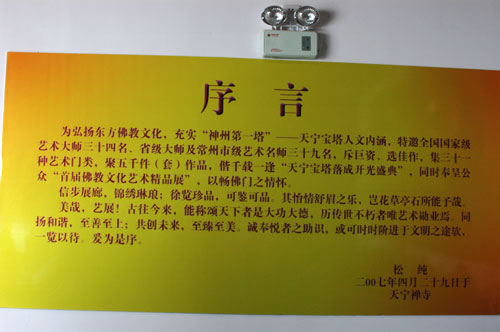 序言
为弘扬东方佛教文化，充实“神州第一塔”——天宁宝塔人文内涵，特邀全国国家级
艺术大师三十四名、省级大师及常州市级艺术名师三十九名，斥巨资、选佳作，集三十一
种艺术门类，聚五千件（套）作品，借千载一逢“天宁宝塔落成开光盛典”，同时奉呈公
众“首届佛教文化艺术精品展”，以畅佛门之情怀。
信步展廊，锦绣琳琅；徐览珍品，可鉴可品。其怡情舒眉之乐，岂花草亭石所能予哉。
美哉，艺展！古往今来，能称颂天下者是大功大德，历传世不朽者唯艺术勋业焉。同
扬和谐，至善至上；共创未来，至臻至美。诚奉悦者之助识，或可时时阶进于文明之途欤，
一览以待。爰为是序。
松纯
二00七年四月二十九日于
天宁禅寺